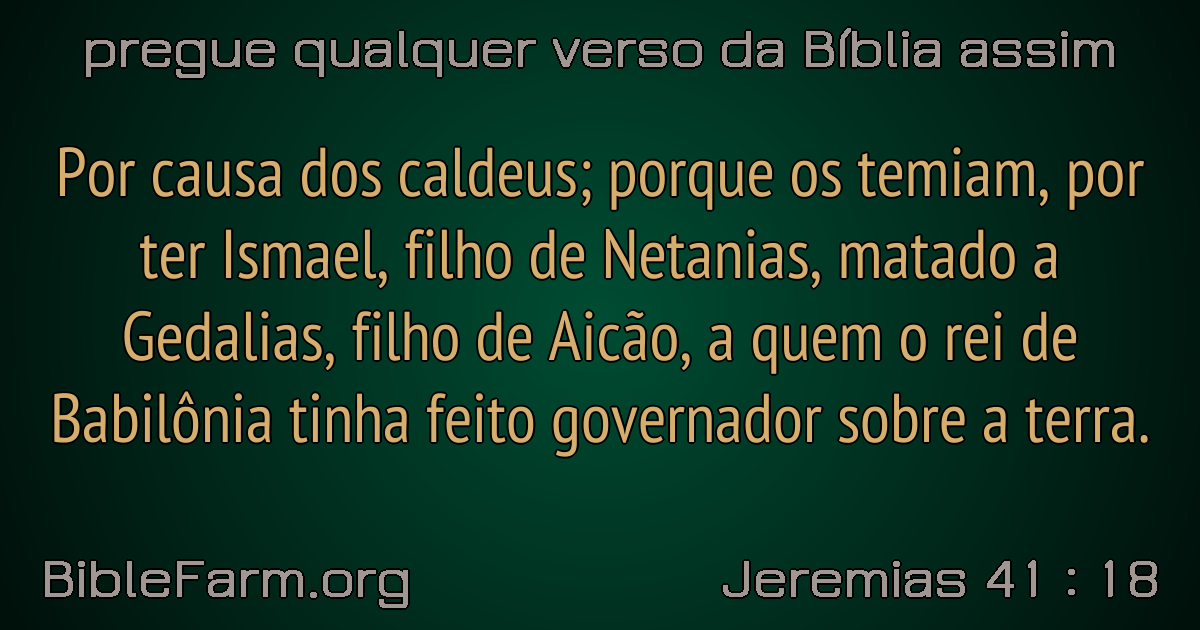 pregue qualquer verso da Bíblia assim
Por causa dos caldeus; porque os temiam, por
ter Ismael, filho de Netanias, matado a
Gedalias, filho de Aicão, a quem o rei de
Babilônia tinha feito governador sobre a terra.
BibleFarm.org
Jeremias 41 : 18